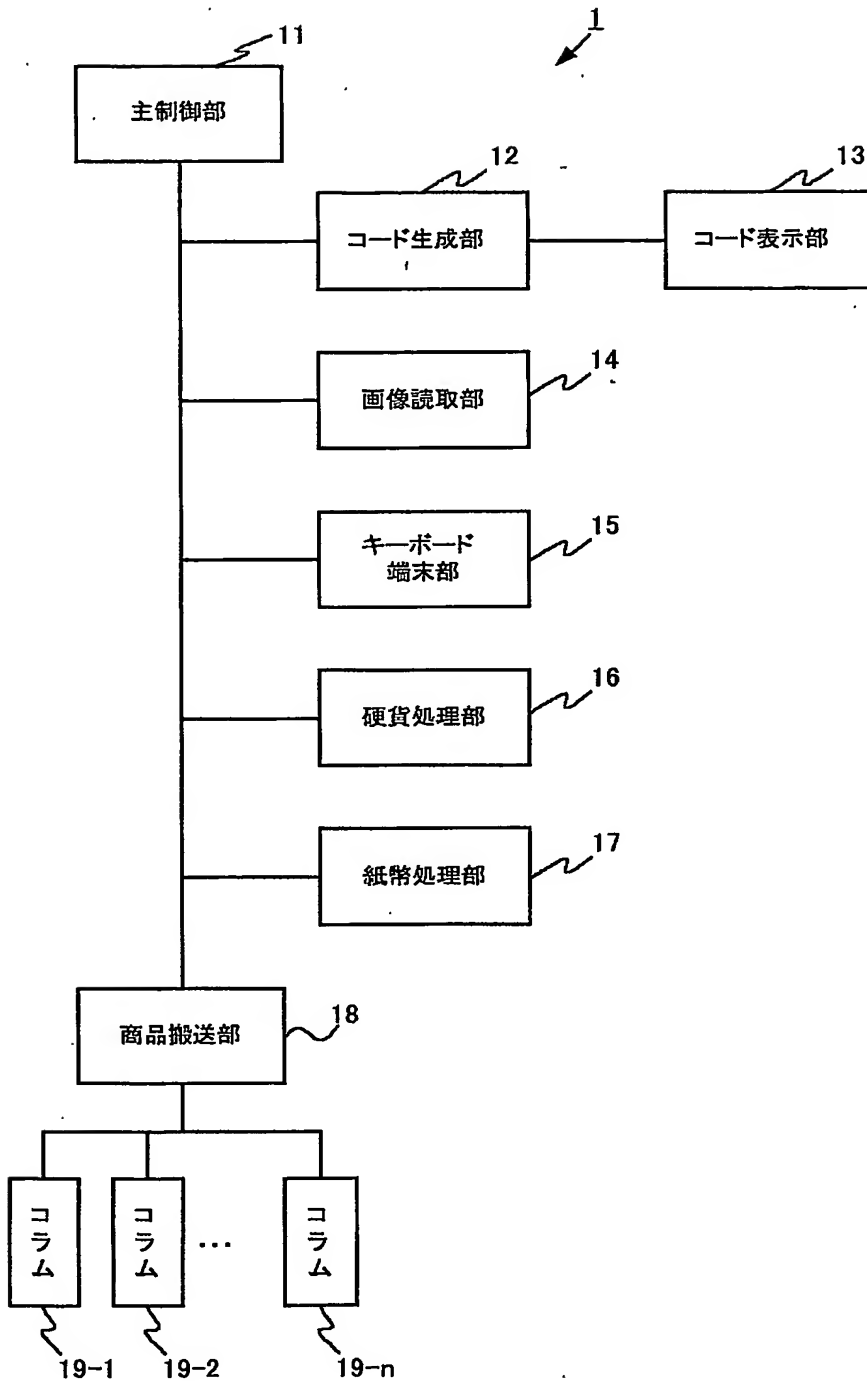 1
11
主制御部
12
コード生成部
13
コード表示部
14
画像読取部
15
キーボード
端末部
16
硬貨処理部
17
紙幣処理部
18
商品搬送部
コラム
コラム
...
コラム
19-1
19-2
19-n